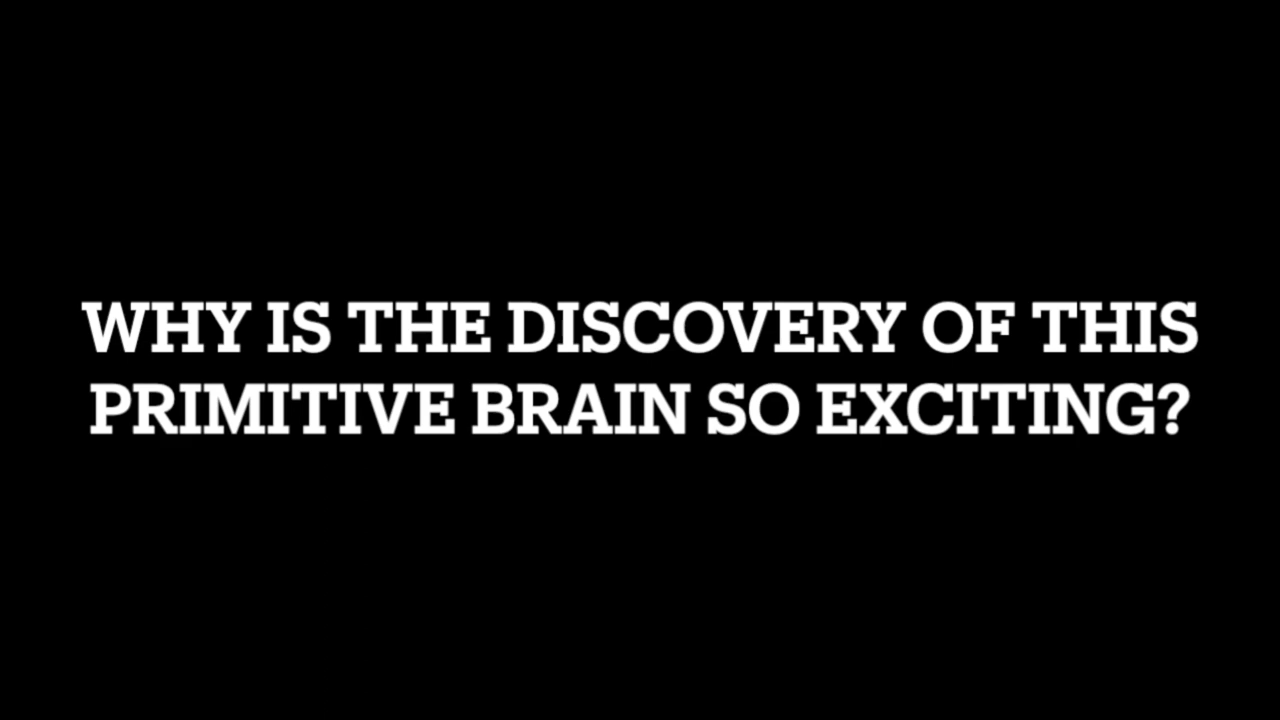 WHY IS THE DISCOVERY OF THIS
PRIMITIVE BRAIN SO EXCITING?